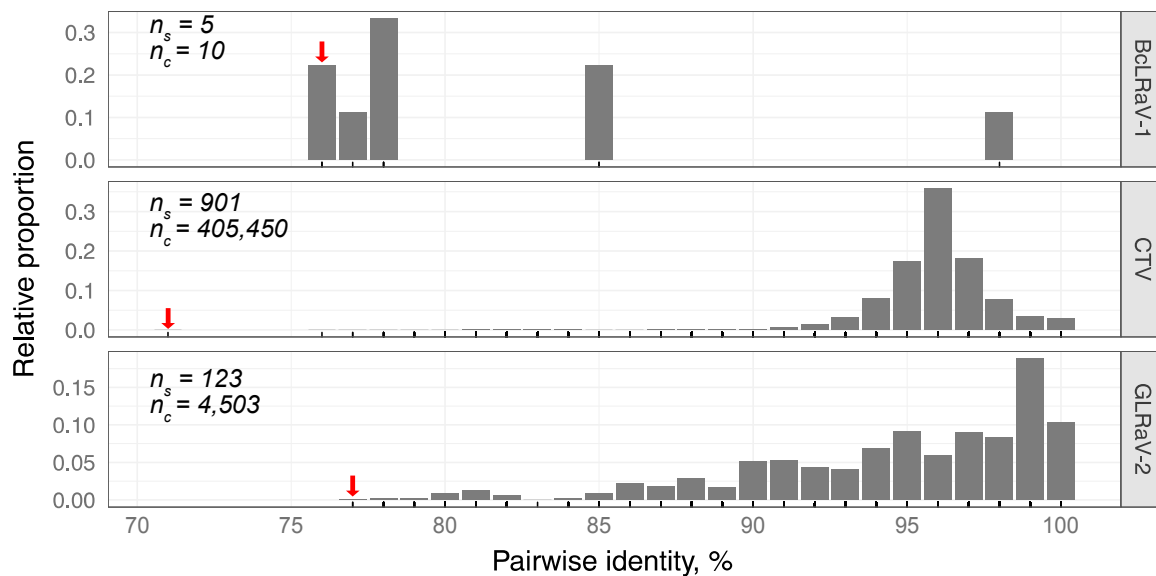 Relative proportion
0.3
0.2
0.1
0.0
n_s = 5
n_c = 10
BcLRaV-1
0.3
0.2
0.1
0.0
n_s = 901
n_c = 405,450
CTV
0.15
0.10
0.05
0.00
n_s = 123
n_c = 4,503
GLRaV-2
70 75 80 85 90 95 100
Pairwise identity, %